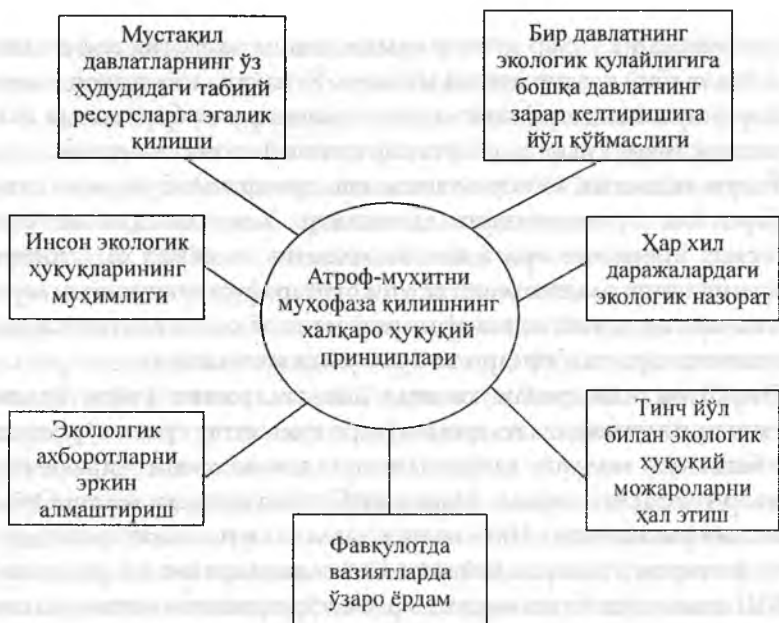 Мустақил
давлатларнинг ўз
ҳудудидаги табиий
ресурсларга эгалик
қилиши
Бир давлатнинг
экологик қулайлигига
бошқа давлатнинг
зарар келтиришига
йўл қўймаслиги
Инсон экологик
ҳуқуқларининг
муҳимлиги
Атроф-муҳитни
муҳофаза қилишнинг
халқаро ҳуқуқий
принциплари
Ҳар хил
даражалардаги
экологик назорат
Эколологик
ахборотларни
эркин
алмаштириш
Тинч йўл
билан экологик
ҳуқуқий
можароларни
ҳал этиш
Фавқулотда
вазиятларда
ўзаро ёрдам